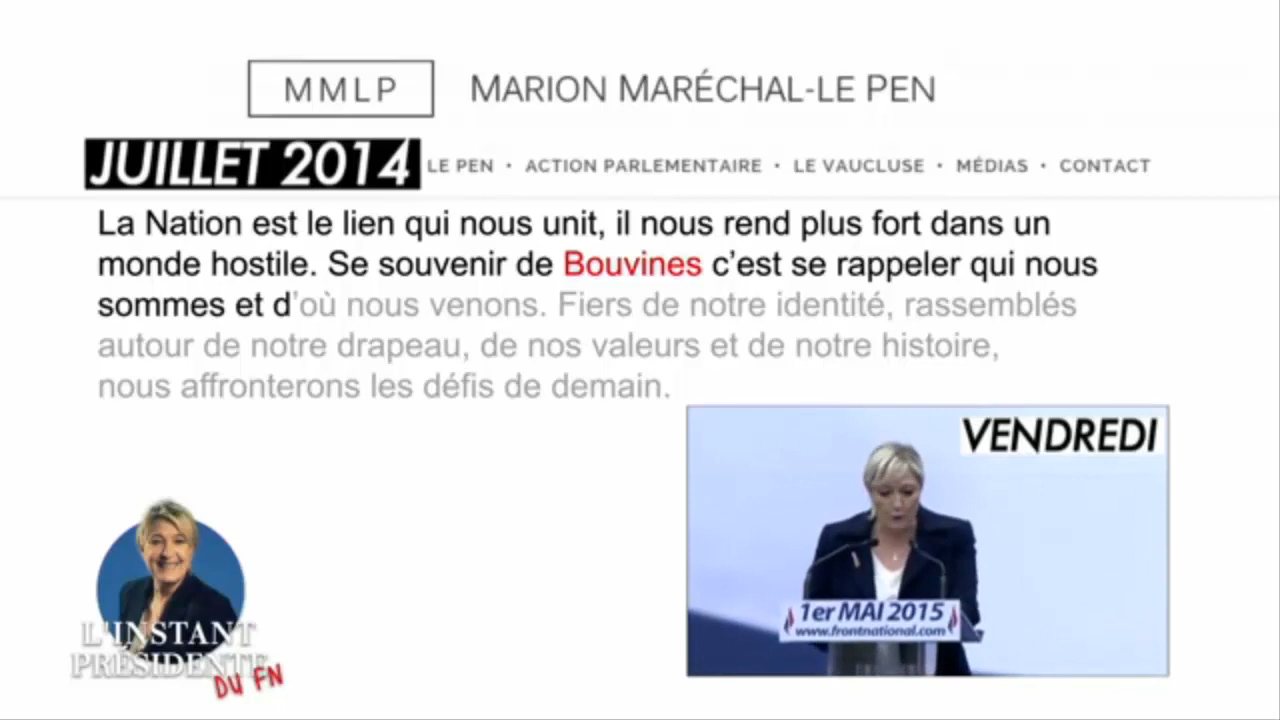 MMLP
MARION MARÉCHAL-LE PEN
JUILLET 2014 LE PEN · ACTION PARLEMENTAIRE · LE VAUCLUSE · MÉDIAS · CONTACT
La Nation est le lien qui nous unit, il nous rend plus fort dans un
monde hostile. Se souvenir de Bouvines c’est se rappeler qui nous
sommes et d’où nous venons. Fiers de notre identité, rassemblés
autour de notre drapeau, de nos valeurs et de notre histoire,
nous affronterons les défis de demain.
VENDREDI
1er MAI 2015
www.frontnational.com
L'INSTANT
PRÉSIDENTE
DU FN